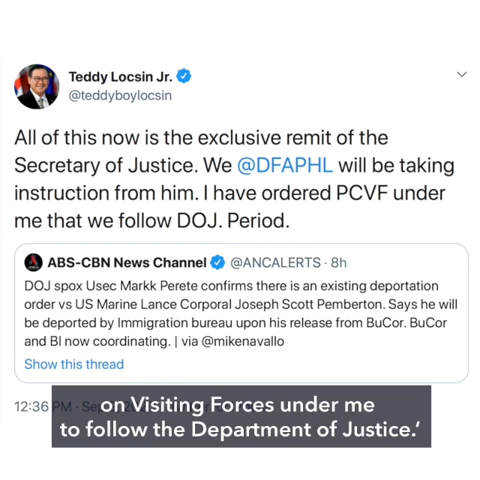 Teddy Locsin Jr.
@teddyboylocsin
All of this now is the exclusive remit of the
Secretary of Justice. We @DFAPHL will be taking
instruction from him. I have ordered PCVF under
me that we follow DOJ. Period.
ABS-CBN News Channel @ANCALERTS · 8h
DOJ spox Usec Markk Perete confirms there is an existing deportation
order vs US Marine Lance Corporal Joseph Scott Pemberton. Says he will
be deported by Immigration bureau upon his release from BuCor. BuCor
and BI now coordinating. | via @mikenavallo
Show this thread
12:36 PM
on Visiting Forces under me
to follow the Department of Justice.’